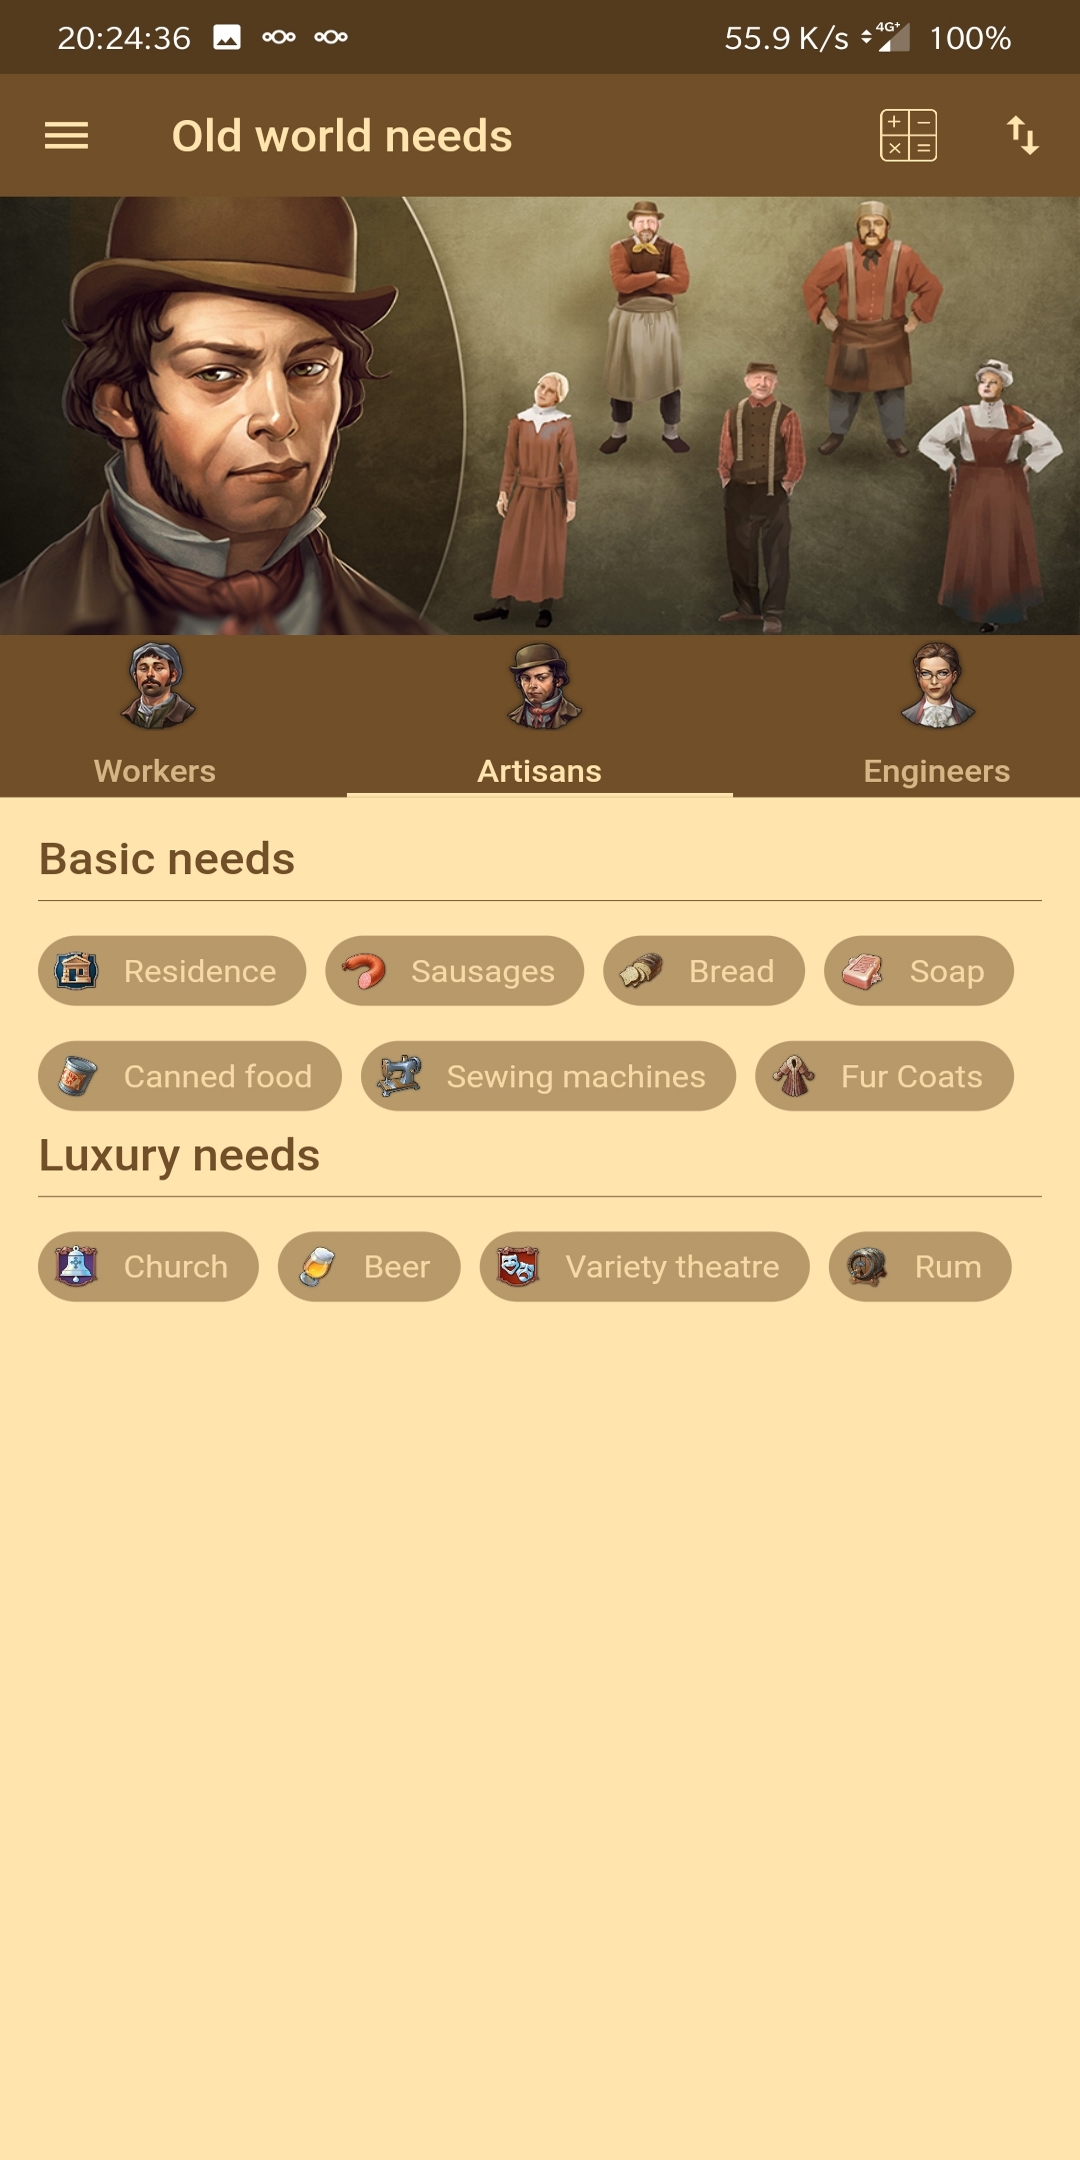 20:24:36 55.9 K/s 4G+ 100%
Old world needs
Workers Artisans Engineers
Basic needs
Residence Sausages Bread Soap
Canned food Sewing machines Fur Coats
Luxury needs
Church Beer Variety theatre Rum